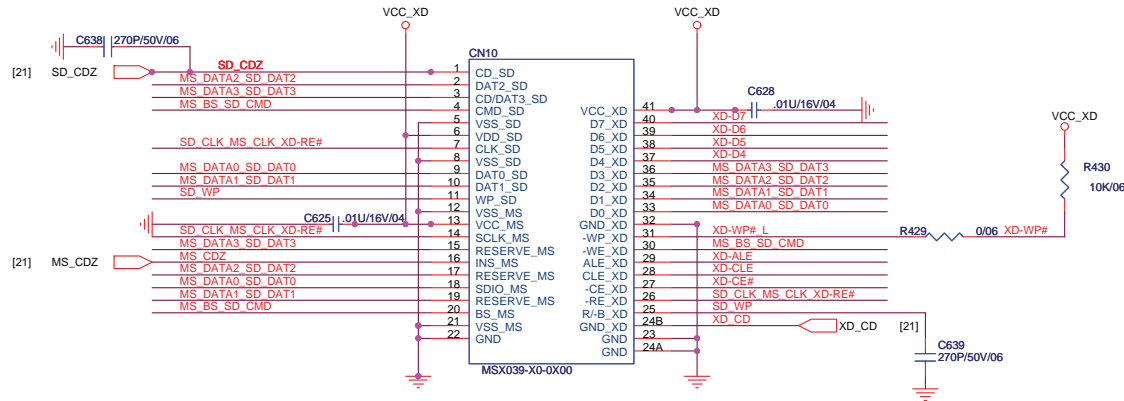 VCC_XD
VCC_XD
C638 270P/50V/06
CN10
[21] SD_CDZ
SD_CDZ 1 CD_SD
MS_DATA2_SD_DAT2 2 DAT2_SD
MS_DATA3_SD_DAT3 3 CD/DAT3_SD
MS_BS_SD_CMD 4 CMD_SD
5 VSS_SD
6 VDD_SD
SD_CLK_MS_CLK_XD-RE# 7 CLK_SD
8 VSS_SD
MS_DATA0_SD_DAT0 9 DAT0_SD
MS_DATA1_SD_DAT1 10 DAT1_SD
SD_WP 11 WP_SD
12 VSS_MS
C625 .01U/16V/04 13 VCC_MS
SD_CLK_MS_CLK_XD-RE# 14 SCLK_MS
MS_DATA3_SD_DAT3 15 RESERVE_MS
[21] MS_CDZ MS_CDZ 16 INS_MS
MS_DATA2_SD_DAT2 17 RESERVE_MS
MS_DATA0_SD_DAT0 18 SDIO_MS
MS_DATA1_SD_DAT1 19 RESERVE_MS
MS_BS_SD_CMD 20 BS_MS
21 VSS_MS
22 GND
VCC_XD 41 C628 .01U/16V/04
D7_XD 40 XD-D7
D6_XD 39 XD-D6
D5_XD 38 XD-D5
D4_XD 37 XD-D4
D3_XD 36 MS_DATA3_SD_DAT3
D2_XD 35 MS_DATA2_SD_DAT2
D1_XD 34 MS_DATA1_SD_DAT1
D0_XD 33 MS_DATA0_SD_DAT0
GND_XD 32
-WP_XD 31 XD-WP#_L R429 0/06 XD-WP#
-WE_XD 30 MS_BS_SD_CMD
ALE_XD 29 XD-ALE
CLE_XD 28 XD-CLE
-CE_XD 27 XD-CE#
-RE_XD 26 SD_CLK_MS_CLK_XD-RE#
R/-B_XD 25 SD_WP
GND_XD 24B XD_CD XD_CD [21]
GND 23
GND 24A
VCC_XD
R430
10K/06
C639
270P/50V/06
MSX039-X0-0X00